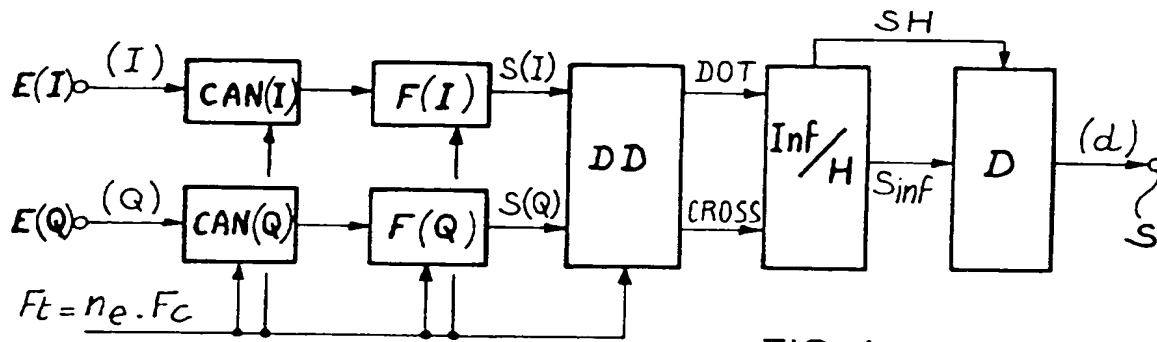 SH
E(I) (I) CAN(I) F(I) S(I) DOT
DD Inf/H Sinf D (d) S
E(Q) (Q) CAN(Q) F(Q) S(Q) CROSS
Ft = ne . Fc